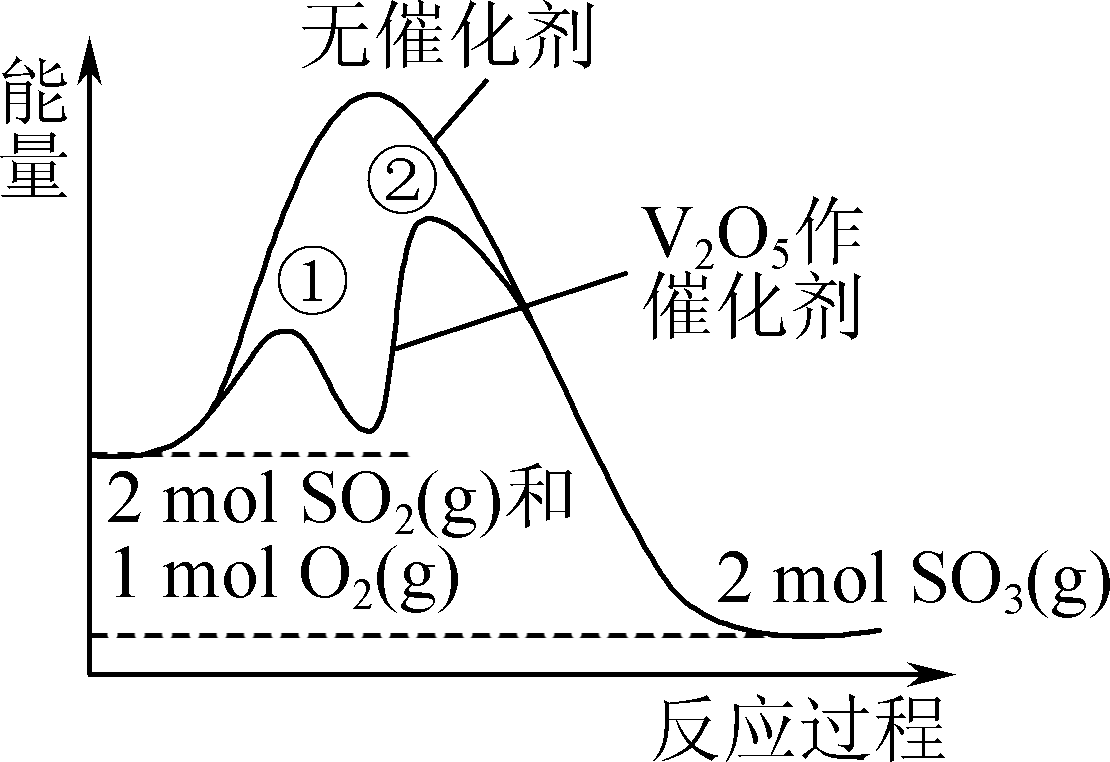 无催化剂
能
量
②
V₂O₅作
催化剂
①
2 mol SO₂(g)和
1 mol O₂(g)
2 mol SO₃(g)
反应过程